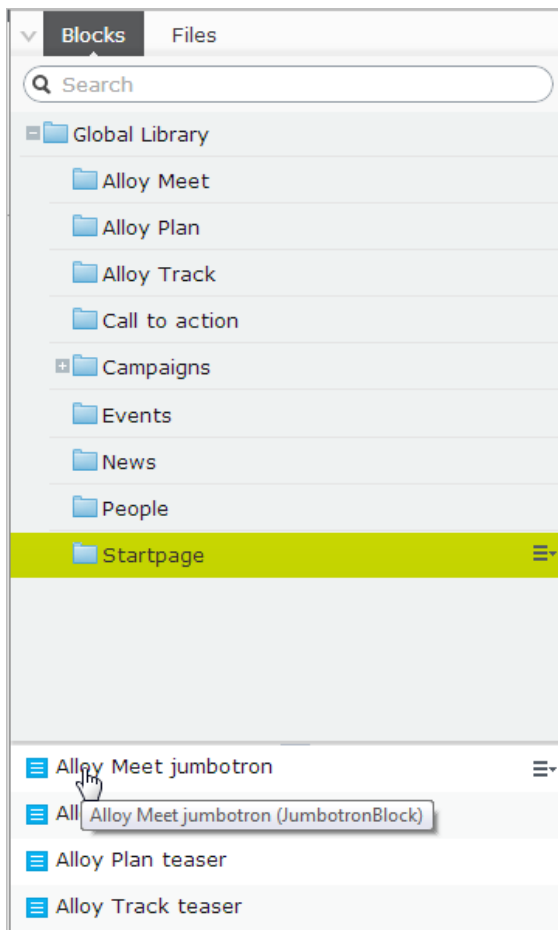 Blocks Files
Search
Global Library
Alloy Meet
Alloy Plan
Alloy Track
Call to action
Campaigns
Events
News
People
Startpage
Alloy Meet jumbotron
All
Alloy Meet jumbotron (JumbotronBlock)
Alloy Plan teaser
Alloy Track teaser